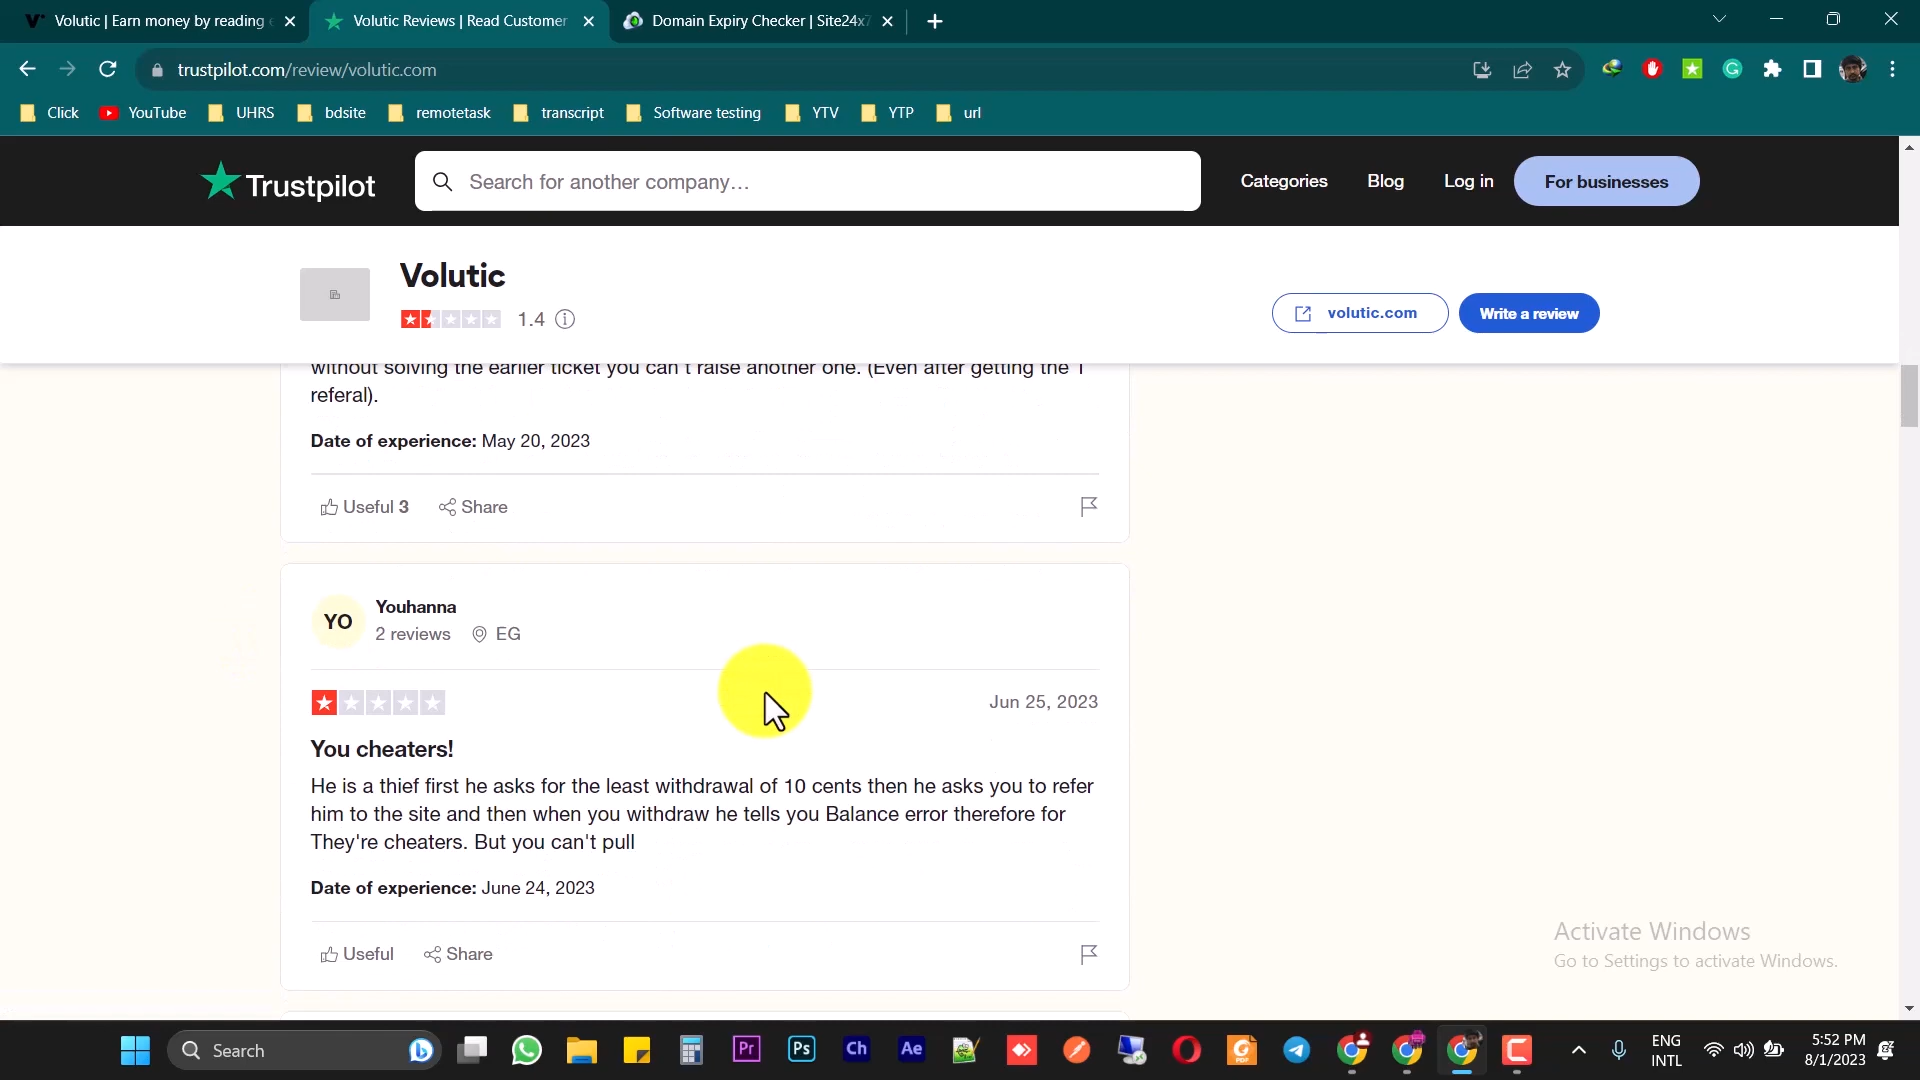 Volutic | Earn money by reading e
Volutic Reviews | Read Customer
Domain Expiry Checker | Site24x7
trustpilot.com/review/volutic.com
Click YouTube UHRS bdsite remotetask transcript Software testing YTV YTP url
Trustpilot
Search for another company...
Categories Blog Log in For businesses
Volutic
1.4
volutic.com
Write a review
without solving the earlier ticket you can't raise another one. (Even after getting the 1
referal).
Date of experience: May 20, 2023
Useful 3 Share
YO
Youhanna
2 reviews EG
Jun 25, 2023
You cheaters!
He is a thief first he asks for the least withdrawal of 10 cents then he asks you to refer
him to the site and then when you withdraw he tells you Balance error therefore for
They're cheaters. But you can't pull
Date of experience: June 24, 2023
Useful Share
Activate Windows
Go to Settings to activate Windows.
Search
Pr Ps Ch Ae
PDF
ENG
INTL
5:52 PM
8/1/2023